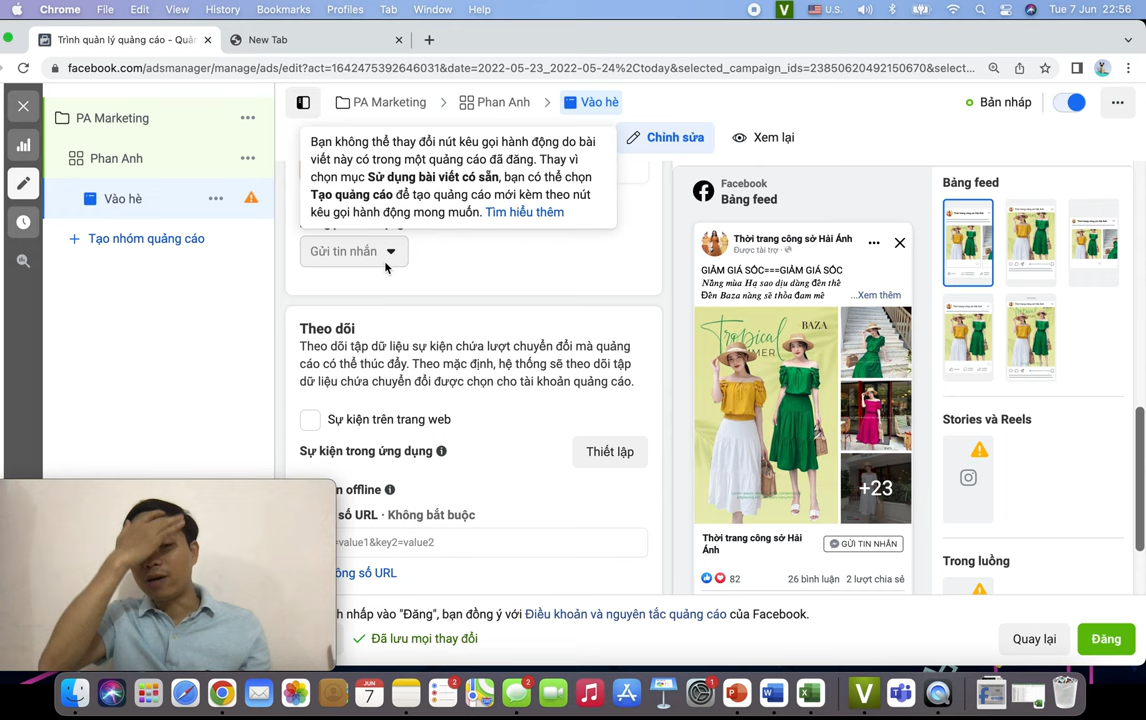 Chrome File Edit View History Bookmarks Profiles Tab Window Help
V U.S. Tue 7 Jun 22:56
Trình quản lý quảng cáo - Quả
New Tab
facebook.com/adsmanager/manage/ads/edit?act=1642475392646031&date=2022-05-23_2022-05-24%2Ctoday&selected_campaign_ids=23850620492150670&select...
PA Marketing
Phan Anh
Vào hè
Tạo nhóm quảng cáo
PA Marketing
Phan Anh
Vào hè
Bản nháp
Chỉnh sửa
Xem lại
Bạn không thể thay đổi nút kêu gọi hành động do bài
viết này có trong một quảng cáo đã đăng. Thay vì
chọn mục Sử dụng bài viết có sẵn, bạn có thể chọn
Tạo quảng cáo để tạo quảng cáo mới kèm theo nút
kêu gọi hành động mong muốn. Tìm hiểu thêm
Gửi tin nhắn
Theo dõi
Theo dõi tập dữ liệu sự kiện chứa lượt chuyển đổi mà quảng
cáo có thể thúc đẩy. Theo mặc định, hệ thống sẽ theo dõi tập
dữ liệu chứa chuyển đổi được chọn cho tài khoản quảng cáo.
Sự kiện trên trang web
Sự kiện trong ứng dụng
Thiết lập
n offline
số URL · Không bắt buộc
=value1&key2=value2
ông số URL
Facebook
Bảng feed
Thời trang công sở Hải Ánh
Được tài trợ
GIẢM GIÁ SỐC===GIẢM GIÁ SỐC
Nắng mùa Hạ sao dịu dàng đến thế
Đến Baza nàng sẽ thỏa đam mê
...Xem thêm
Tropical
SUMMER
BAZA
+23
Thời trang công sở Hải
Ánh
GỬI TIN NHẮN
82
26 bình luận 2 lượt chia sẻ
Bảng feed
Stories và Reels
Trong luồng
h nhấp vào "Đăng", bạn đồng ý với Điều khoản và nguyên tắc quảng cáo của Facebook.
Đã lưu mọi thay đổi
Quay lại
Đăng
JUN
7
2
2
1
V